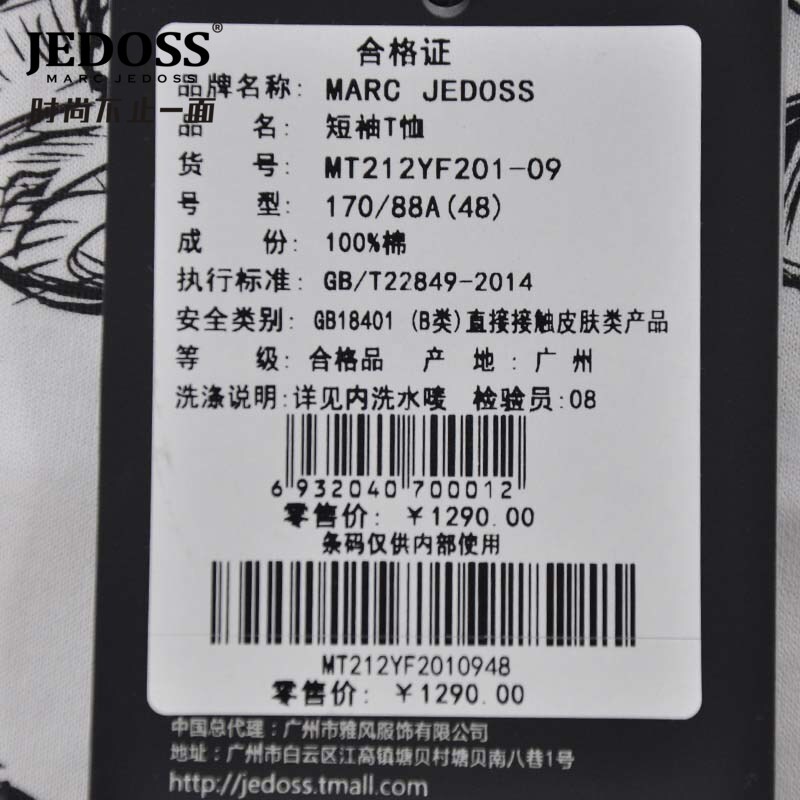 JEDOSS®
MARC JEDOSS
时尚不止一面
合格证
品牌名称: MARC JEDOSS
品 名: 短袖T恤
货 号: MT212YF201-09
号 型: 170/88A(48)
成 份: 100%棉
执行标准: GB/T22849-2014
安全类别: GB18401 (B类)直接接触皮肤类产品
等 级: 合格品 产 地: 广 州
洗涤说明:详见内洗水唛 检验员:08
6 932040 700012
零售价: ¥1290.00
条码仅供内部使用
MT212YF2010948
零售价: ¥1290.00
中国总代理：广州市雅风服饰有限公司
地址：广州市白云区江高镇塘贝村塘贝南八巷1号
http://jedoss.tmall.com